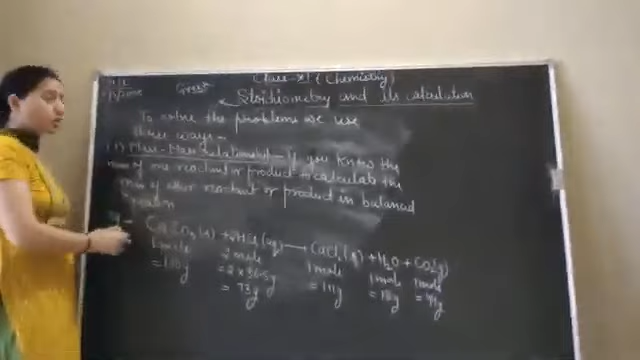 Class-XI (Chemistry)
Greek Stoichiometry and its calculation
To solve the problems we use
three ways-
(1) Mass-Mass relationship - If you know the
mass of one reactant or product to calculate the
mass of other reactant or product in balanced
CaCO3(s) + 2HCl(aq) → CaCl2(aq) + H2O + CO2(g)
1 mole 2 mole 1 mole 1 mole 1 mole
= 100g = 2 x 36.5g = 111g = 18g = 44g
= 73g